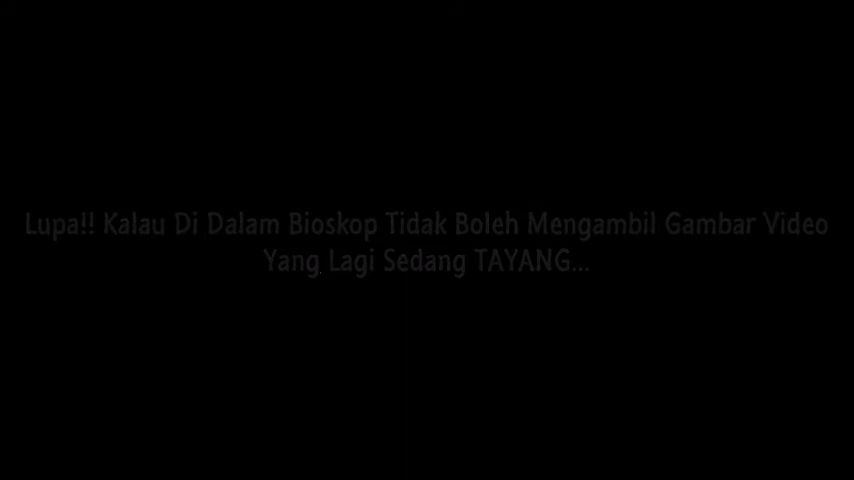 Lupa!! Kalau Di Dalam Bioskop Tidak Boleh Mengambil Gambar Video
Yang Lagi Sedang TAYANG...